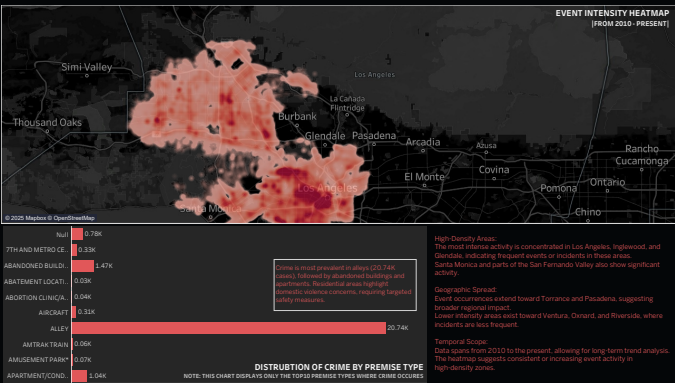 EVENT INTENSITY HEATMAP
|FROM 2010 - PRESENT|
Simi Valley
Los Angeles
La Cañada
Flintridge
Burbank
Thousand Oaks
Glendale
Pasadena
Arcadia
Azusa
Rancho
Cucamonga
Covina
El Monte
Ontario
Los Angeles
Pomona
Santa Monica
Chino
© 2025 Mapbox © OpenStreetMap
Null 0.78K
7TH AND METRO CE.. 0.33K
ABANDONED BUILDI.. 1.47K
ABATEMENT LOCATI.. 0.03K
ABORTION CLINIC/A.. 0.04K
AIRCRAFT 0.31K
ALLEY 20.74K
AMTRAK TRAIN 0.06K
AMUSEMENT PARK* 0.07K
APARTMENT/COND.. 1.04K
Crime is most prevalent in alleys (20.74K
cases), followed by abandoned buildings and
apartments. Residential areas highlight
domestic violence concerns, requiring targeted
safety measures.
DISTRBUTION OF CRIME BY PREMISE TYPE
NOTE: THIS CHART DISPLAYS ONLY THE TOP10 PREMISE TYPES WHERE CRIME OCCURES
High-Density Areas:
The most intense activity is concentrated in Los Angeles, Inglewood, and
Glendale, indicating frequent events or incidents in these areas.
Santa Monica and parts of the San Fernando Valley also show significant
activity.
Geographic Spread:
Event occurrences extend toward Torrance and Pasadena, suggesting
broader regional impact.
Lower intensity areas exist toward Ventura, Oxnard, and Riverside, where
incidents are less frequent.
Temporal Scope:
Data spans from 2010 to the present, allowing for long-term trend analysis.
The heatmap suggests consistent or increasing event activity in
high-density zones.